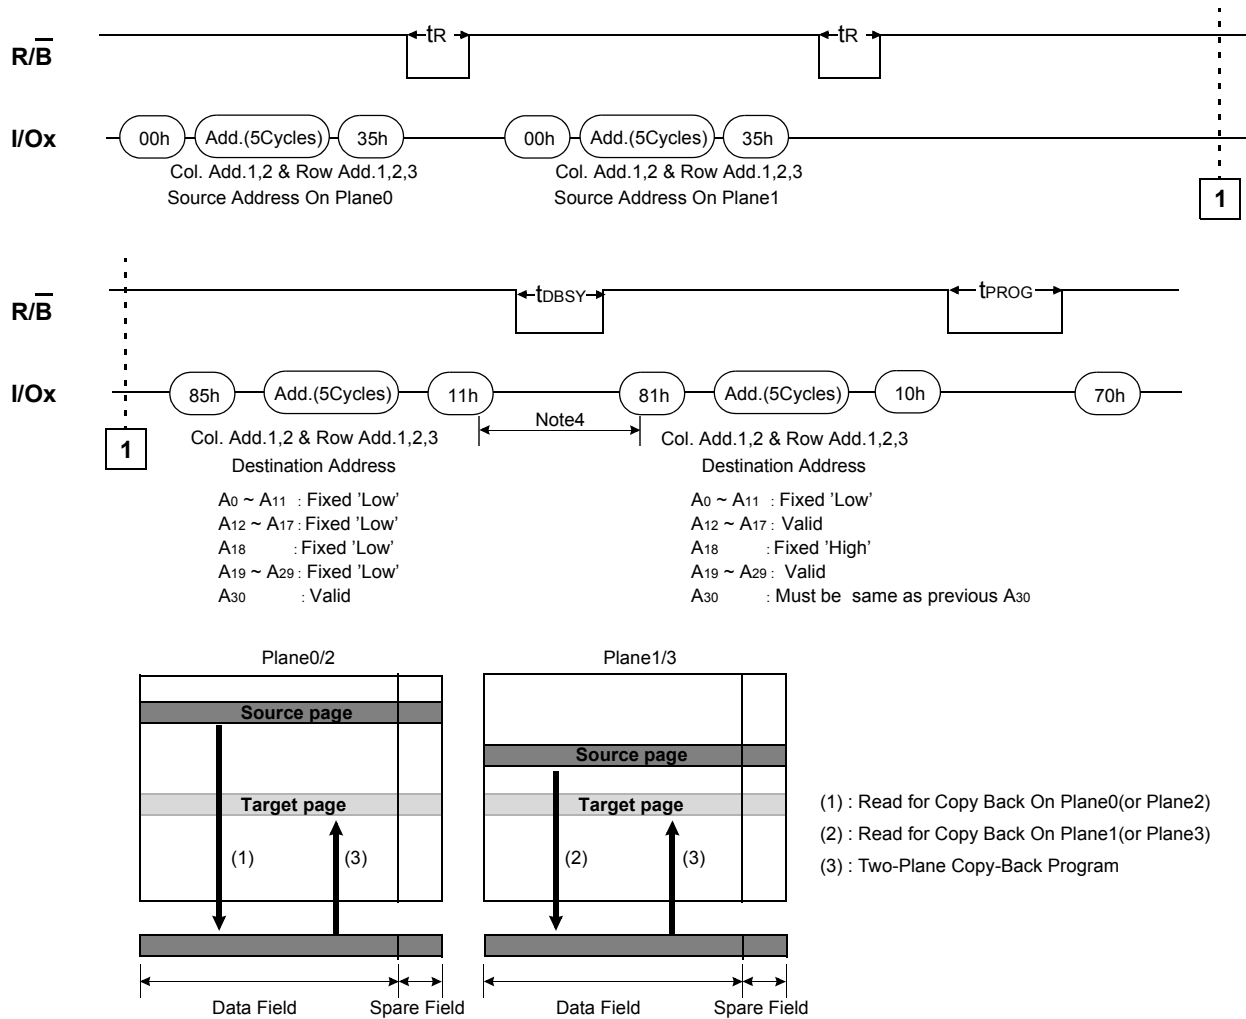 R/B tR tR
I/Ox 00h Add.(5Cycles) 35h 00h Add.(5Cycles) 35h
Col. Add.1,2 & Row Add.1,2,3 Col. Add.1,2 & Row Add.1,2,3
Source Address On Plane0 Source Address On Plane1
1
R/B tDBSY tPROG
I/Ox 85h Add.(5Cycles) 11h 81h Add.(5Cycles) 10h 70h
Note4
1
Col. Add.1,2 & Row Add.1,2,3 Col. Add.1,2 & Row Add.1,2,3
Destination Address Destination Address
A0 ~ A11 : Fixed 'Low' A0 ~ A11 : Fixed 'Low'
A12 ~ A17 : Fixed 'Low' A12 ~ A17 : Valid
A18 : Fixed 'Low' A18 : Fixed 'High'
A19 ~ A29 : Fixed 'Low' A19 ~ A29 : Valid
A30 : Valid A30 : Must be same as previous A30
Plane0/2 Plane1/3
Source page
Source page
Target page Target page
(1) : Read for Copy Back On Plane0(or Plane2)
(2) : Read for Copy Back On Plane1(or Plane3)
(3) : Two-Plane Copy-Back Program
(1) (3) (2) (3)
Data Field Spare Field Data Field Spare Field